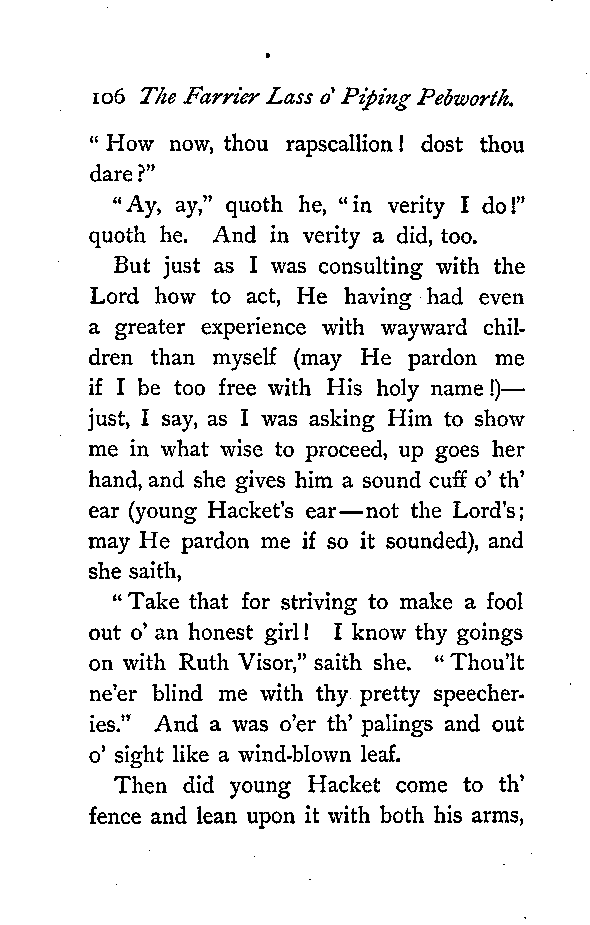 106 The Farrier Lass o' Piping Pebworth.
“ How now, thou rapscallion! dost thou
dare?”
“Ay, ay,” quoth he, “in verity I do!”
quoth he. And in verity a did, too.
But just as I was consulting with the
Lord how to act, He having had even
a greater experience with wayward chil-
dren than myself (may He pardon me
if I be too free with His holy name!)—
just, I say, as I was asking Him to show
me in what wise to proceed, up goes her
hand, and she gives him a sound cuff o' th'
ear (young Hacket's ear—not the Lord's;
may He pardon me if so it sounded), and
she saith,
“Take that for striving to make a fool
out o' an honest girl! I know thy goings
on with Ruth Visor,” saith she. “Thou'lt
ne'er blind me with thy pretty speecher-
ies.” And a was o'er th' palings and out
o' sight like a wind-blown leaf.
Then did young Hacket come to th'
fence and lean upon it with both his arms,